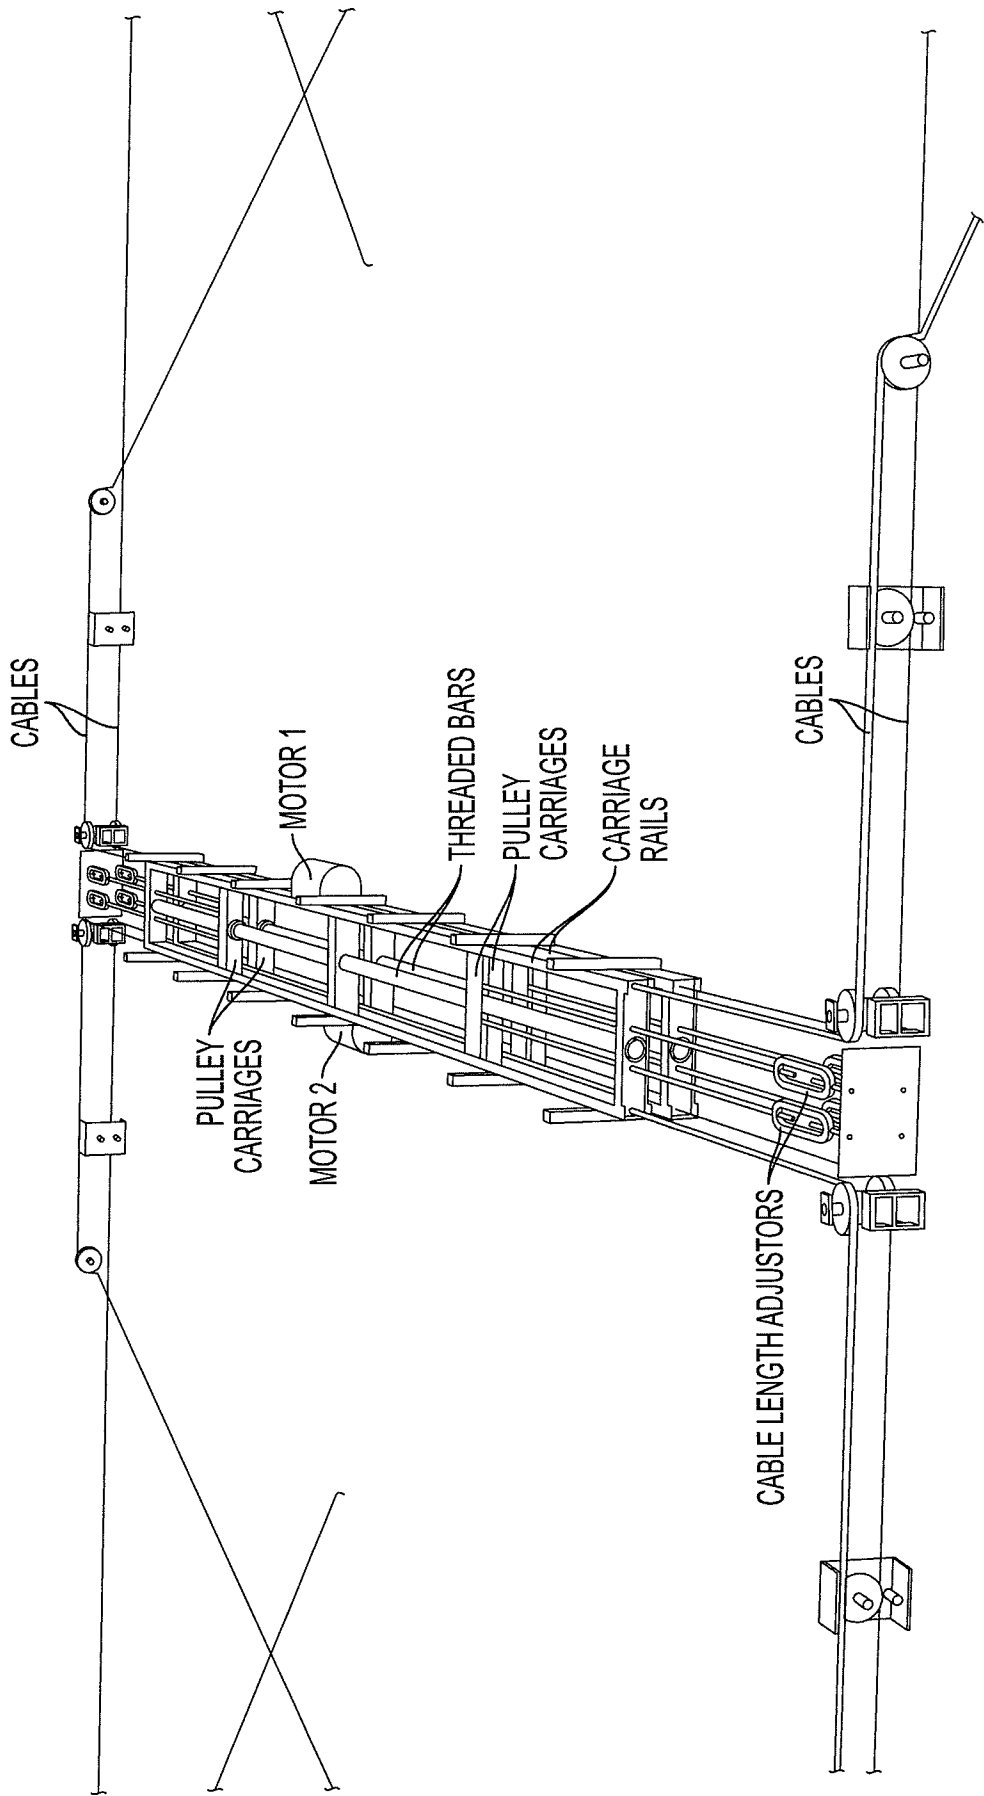 CABLES
MOTOR 1
THREADED BARS
PULLEY
CARRIAGES
CARRIAGE
RAILS
CABLES
PULLEY
CARRIAGES
MOTOR 2
CABLE LENGTH ADJUSTORS